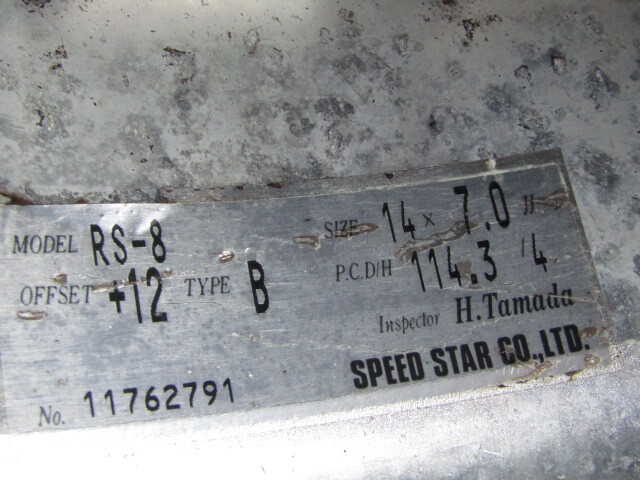 MODEL RS-8 SIZE 14 × 7.0 JJ
OFFSET +12 TYPE B P.C.D/H 114.3 /4
Inspector H.Tamada
No. 11762791 SPEED STAR CO.,LTD.